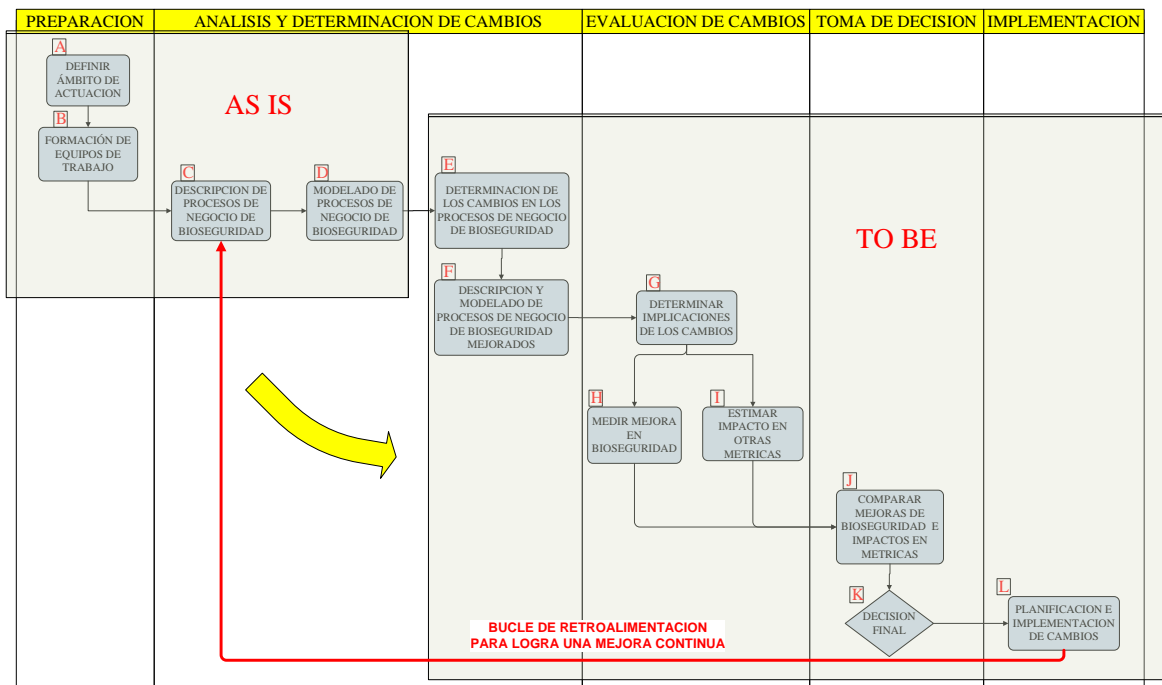 PREPARACION
ANALISIS Y DETERMINACION DE CAMBIOS
EVALUACION DE CAMBIOS
TOMA DE DECISION
IMPLEMENTACION
A
DEFINIR
ÁMBITO DE
ACTUACION
AS IS
B
FORMACIÓN DE
EQUIPOS DE
TRABAJO
C
DESCRIPCION DE
PROCESOS DE
NEGOCIO DE
BIOSEGURIDAD
D
MODELADO DE
PROCESOS DE
NEGOCIO DE
BIOSEGURIDAD
E
DETERMINACION DE
LOS CAMBIOS EN LOS
PROCESOS DE NEGOCIO
DE BIOSEGURIDAD
TO BE
F
DESCRIPCION Y
MODELADO DE
PROCESOS DE NEGOCIO
DE BIOSEGURIDAD
MEJORADOS
G
DETERMINAR
IMPLICACIONES
DE LOS CAMBIOS
H
MEDIR MEJORA
EN
BIOSEGURIDAD
I
ESTIMAR
IMPACTO EN
OTRAS
METRICAS
J
COMPARAR
MEJORAS DE
BIOSEGURIDAD E
IMPACTOS EN
METRICAS
K
DECISION
FINAL
L
PLANIFICACION E
IMPLEMENTACION
DE CAMBIOS
BUCLE DE RETROALIMENTACION
PARA LOGRA UNA MEJORA CONTINUA